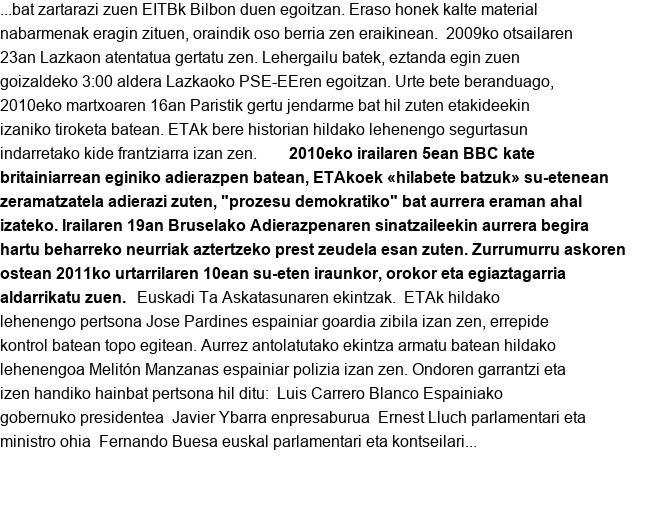 ...bat zartarazi zuen EITBk Bilbon duen egoitzan. Eraso honek kalte material
nabarmenak eragin zituen, oraindik oso berria zen eraikinean.  2009ko otsailaren
23an Lazkaon atentatua gertatu zen. Lehergailu batek, eztanda egin zuen
goizaldeko 3:00 aldera Lazkaoko PSE-EEren egoitzan. Urte bete beranduago,
2010eko martxoaren 16an Paristik gertu jendarme bat hil zuten etakideekin
izaniko tiroketa batean. ETAk bere historian hildako lehenengo segurtasun
indarretako kide frantziarra izan zen.       2010eko irailaren 5ean BBC kate
britainiarrean eginiko adierazpen batean, ETAkoek «hilabete batzuk» su-etenean
zeramatzatela adierazi zuten, "prozesu demokratiko" bat aurrera eraman ahal
izateko. Irailaren 19an Bruselako Adierazpenaren sinatzaileekin aurrera begira
hartu beharreko neurriak aztertzeko prest zeudela esan zuten. Zurrumurru askoren
ostean 2011ko urtarrilaren 10ean su-eten iraunkor, orokor eta egiaztagarria
aldarrikatu zuen.  Euskadi Ta Askatasunaren ekintzak.  ETAk hildako
lehenengo pertsona Jose Pardines espainiar goardia zibila izan zen, errepide
kontrol batean topo egitean. Aurrez antolatutako ekintza armatu batean hildako
lehenengoa Melitón Manzanas espainiar polizia izan zen. Ondoren garrantzi eta
izen handiko hainbat pertsona hil ditu:  Luis Carrero Blanco Espainiako
gobernuko presidentea  Javier Ybarra enpresaburua  Ernest Lluch parlamentari eta
ministro ohia  Fernando Buesa euskal parlamentari eta kontseilari...